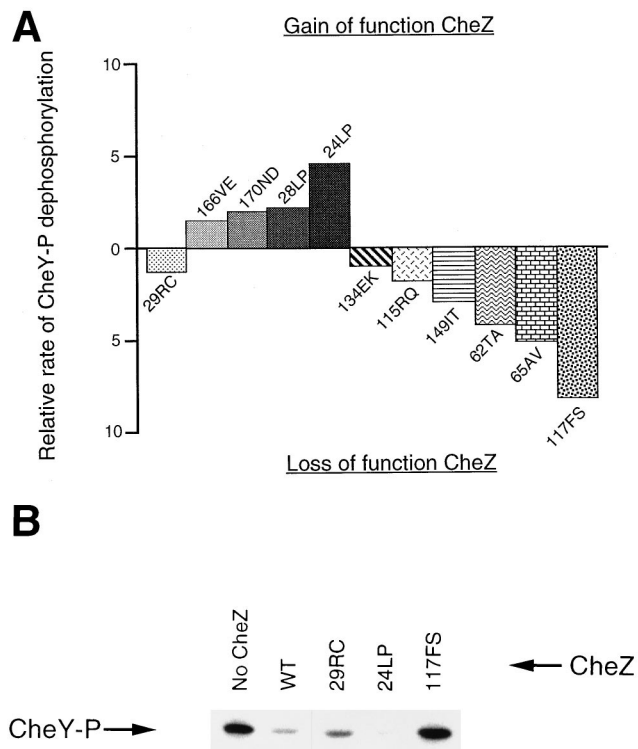 A
Gain of function CheZ
Relative rate of CheY-P dephosphorylation
10
5
0
5
10
29RC
166VE
170ND
28LP
24LP
134EK
115RQ
149IT
62TA
65AV
117FS
Loss of function CheZ
B
No CheZ
WT
29RC
24LP
117FS
CheZ
CheY-P